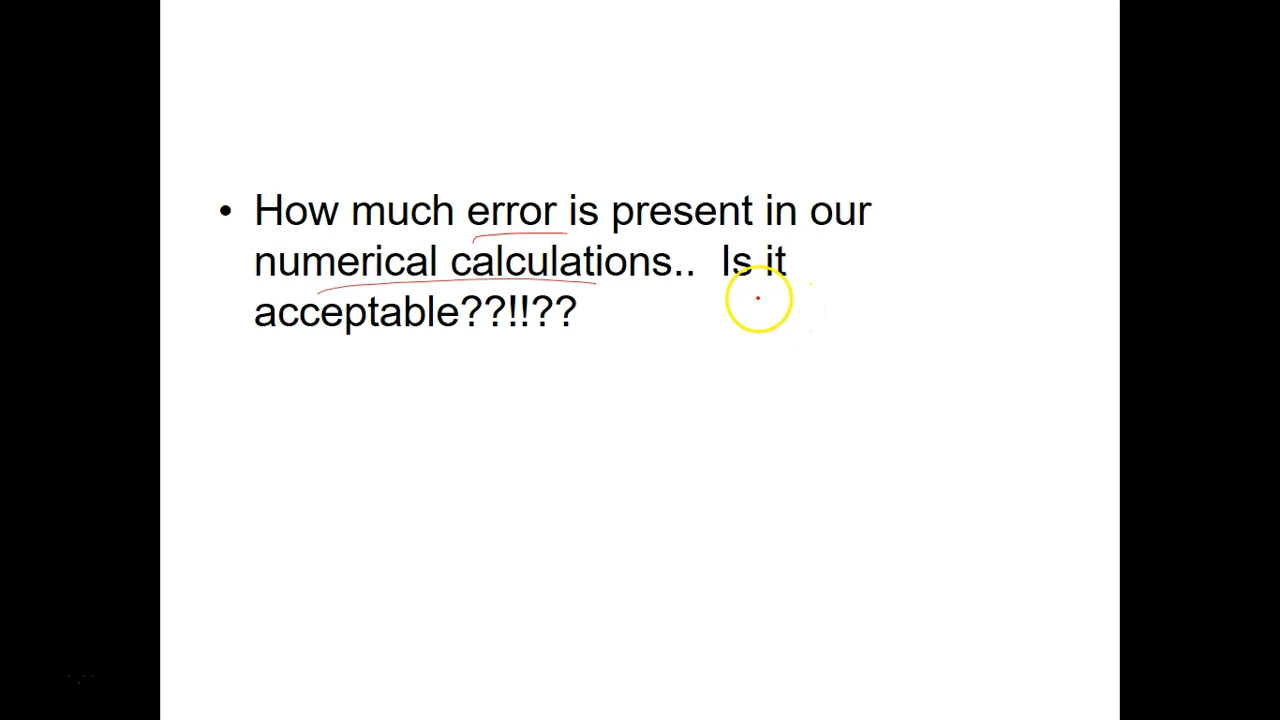 • How much error is present in our
numerical calculations..  Is it
acceptable??!!??